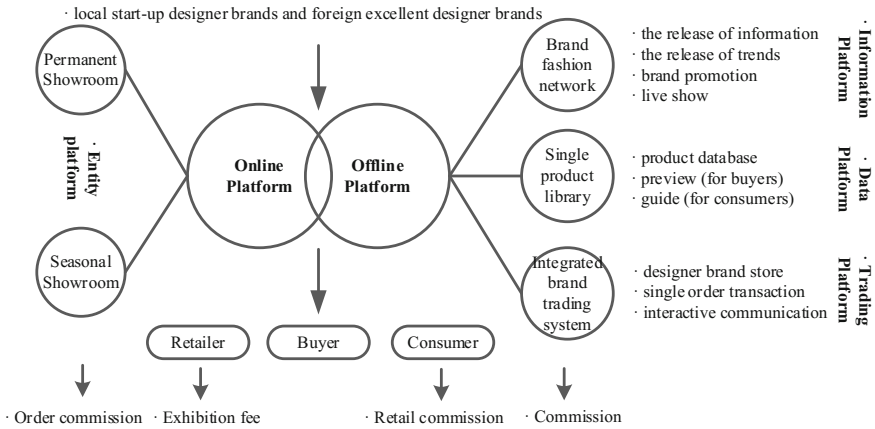 · local start-up designer brands and foreign excellent designer brands
Permanent
Showroom
· Entity
platform
Seasonal
Showroom
Online
Platform
Offline
Platform
Brand
fashion
network
· the release of information
· the release of trends
· brand promotion
· live show
· Information
Platform
Single
product
library
· product database
· preview (for buyers)
· guide (for consumers)
· Data
Platform
Integrated
brand
trading
system
· designer brand store
· single order transaction
· interactive communication
· Trading
Platform
Retailer
Buyer
Consumer
· Order commission
· Exhibition fee
· Retail commission
· Commission